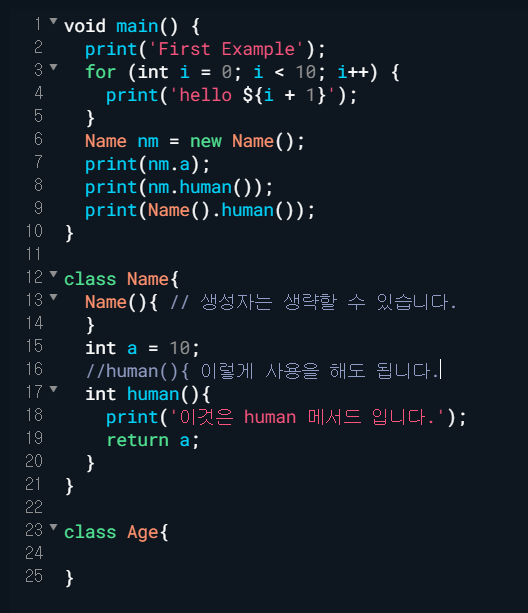 1 void main() {
2   print('First Example');
3   for (int i = 0; i < 10; i++) {
4     print('hello ${i + 1}');
5   }
6   Name nm = new Name();
7   print(nm.a);
8   print(nm.human());
9   print(Name().human());
10 }
11
12 class Name{
13   Name(){ // 생성자는 생략할 수 있습니다.
14   }
15   int a = 10;
16   //human(){ 이렇게 사용을 해도 됩니다.
17   int human(){
18     print('이것은 human 메서드 입니다.');
19     return a;
20   }
21 }
22
23 class Age{
24
25 }